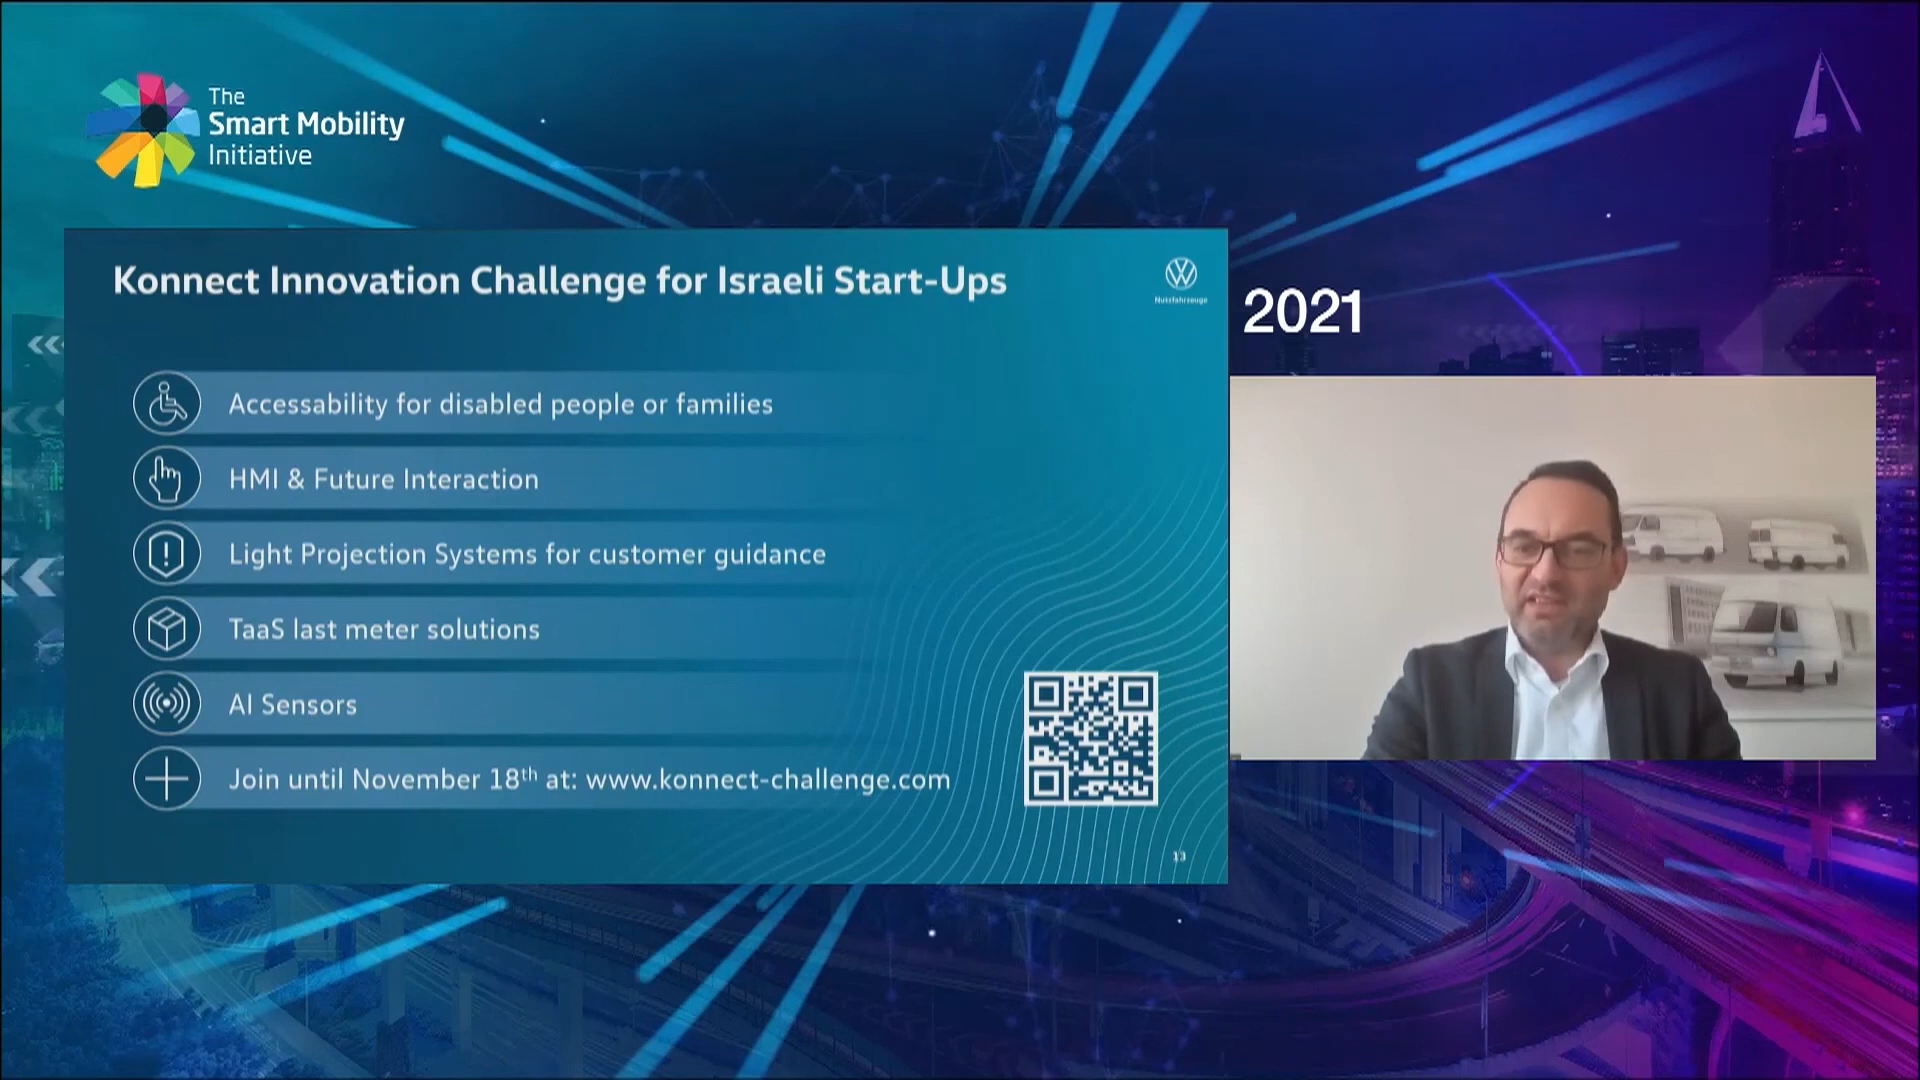 The
Smart Mobility
Initiative
Konnect Innovation Challenge for Israeli Start-Ups
Nutzfahrzeuge
2021
Accessability for disabled people or families
HMI & Future Interaction
Light Projection Systems for customer guidance
TaaS last meter solutions
AI Sensors
Join until November 18th at: www.konnect-challenge.com
13